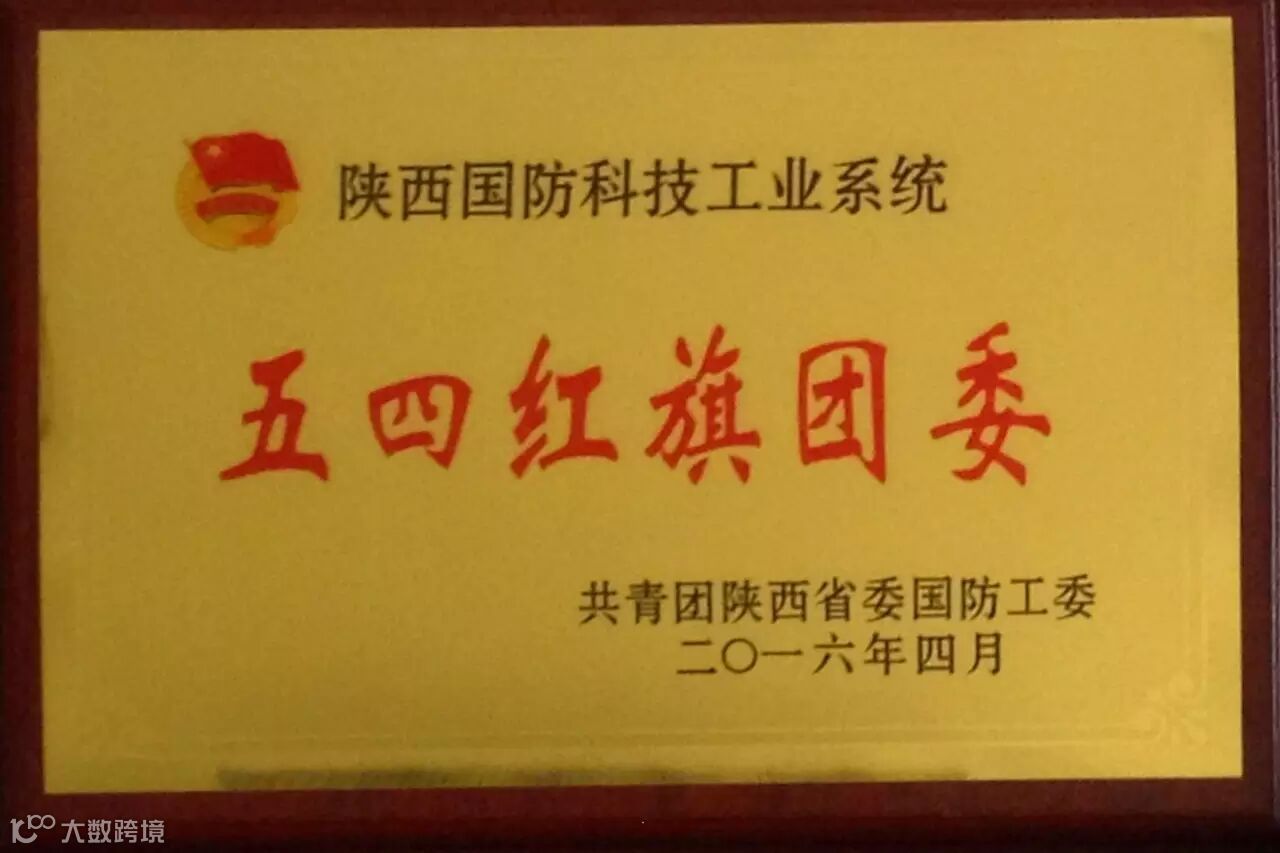 陕西国防科技工业系统
五四红旗团委
共青团陕西省委国防工委
二〇一六年四月
大数跨境